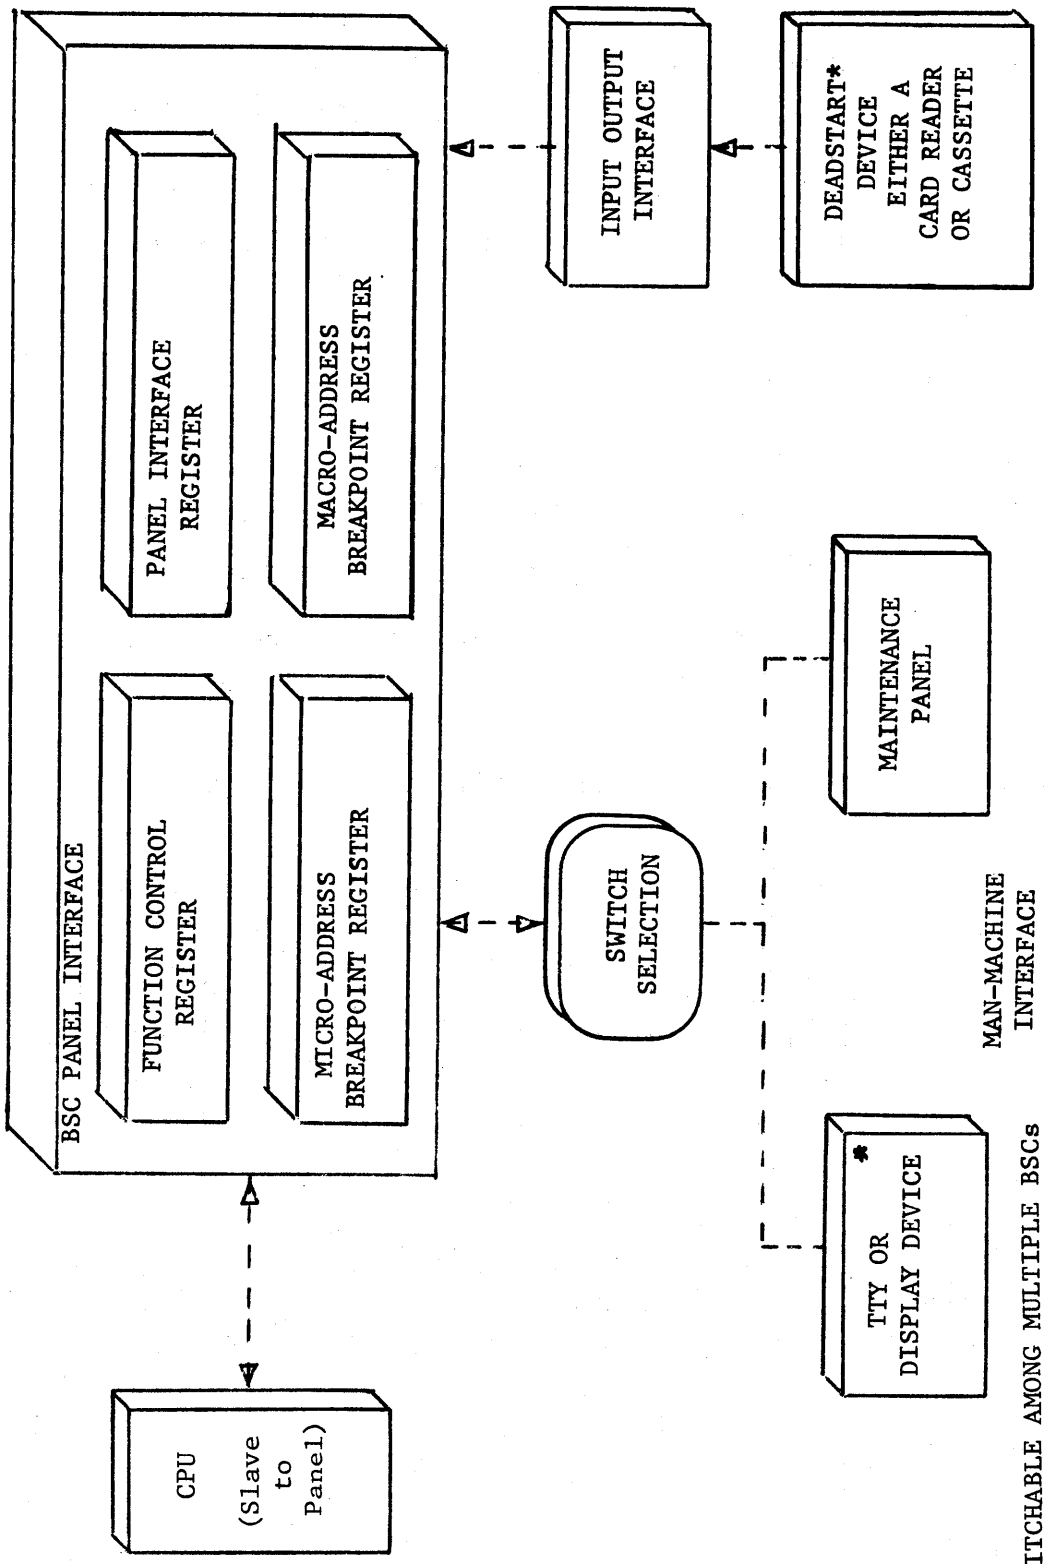 BSC PANEL INTERFACE
FUNCTION CONTROL
REGISTER
PANEL INTERFACE
REGISTER
MICRO-ADDRESS
BREAKPOINT REGISTER
MACRO-ADDRESS
BREAKPOINT REGISTER
CPU
(Slave
to
Panel)
SWITCH
SELECTION
INPUT OUTPUT
INTERFACE
TTY OR *
DISPLAY DEVICE
MAINTENANCE
PANEL
DEADSTART*
DEVICE
EITHER A
CARD READER
OR CASSETTE
MAN-MACHINE
INTERFACE
ITCHABLE AMONG MULTIPLE BSCs